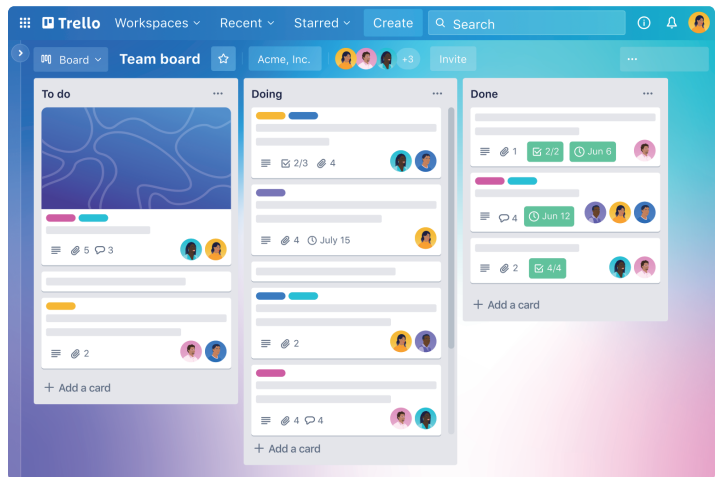 Trello Workspaces Recent Starred Create Search
Board Team board Acme, Inc. +3 Invite ...
To do ...
5 3
2
+ Add a card
Doing ...
2/3 4
4 July 15
2
4 4
+ Add a card
Done ...
1 2/2 Jun 6
4 Jun 12
2 4/4
+ Add a card